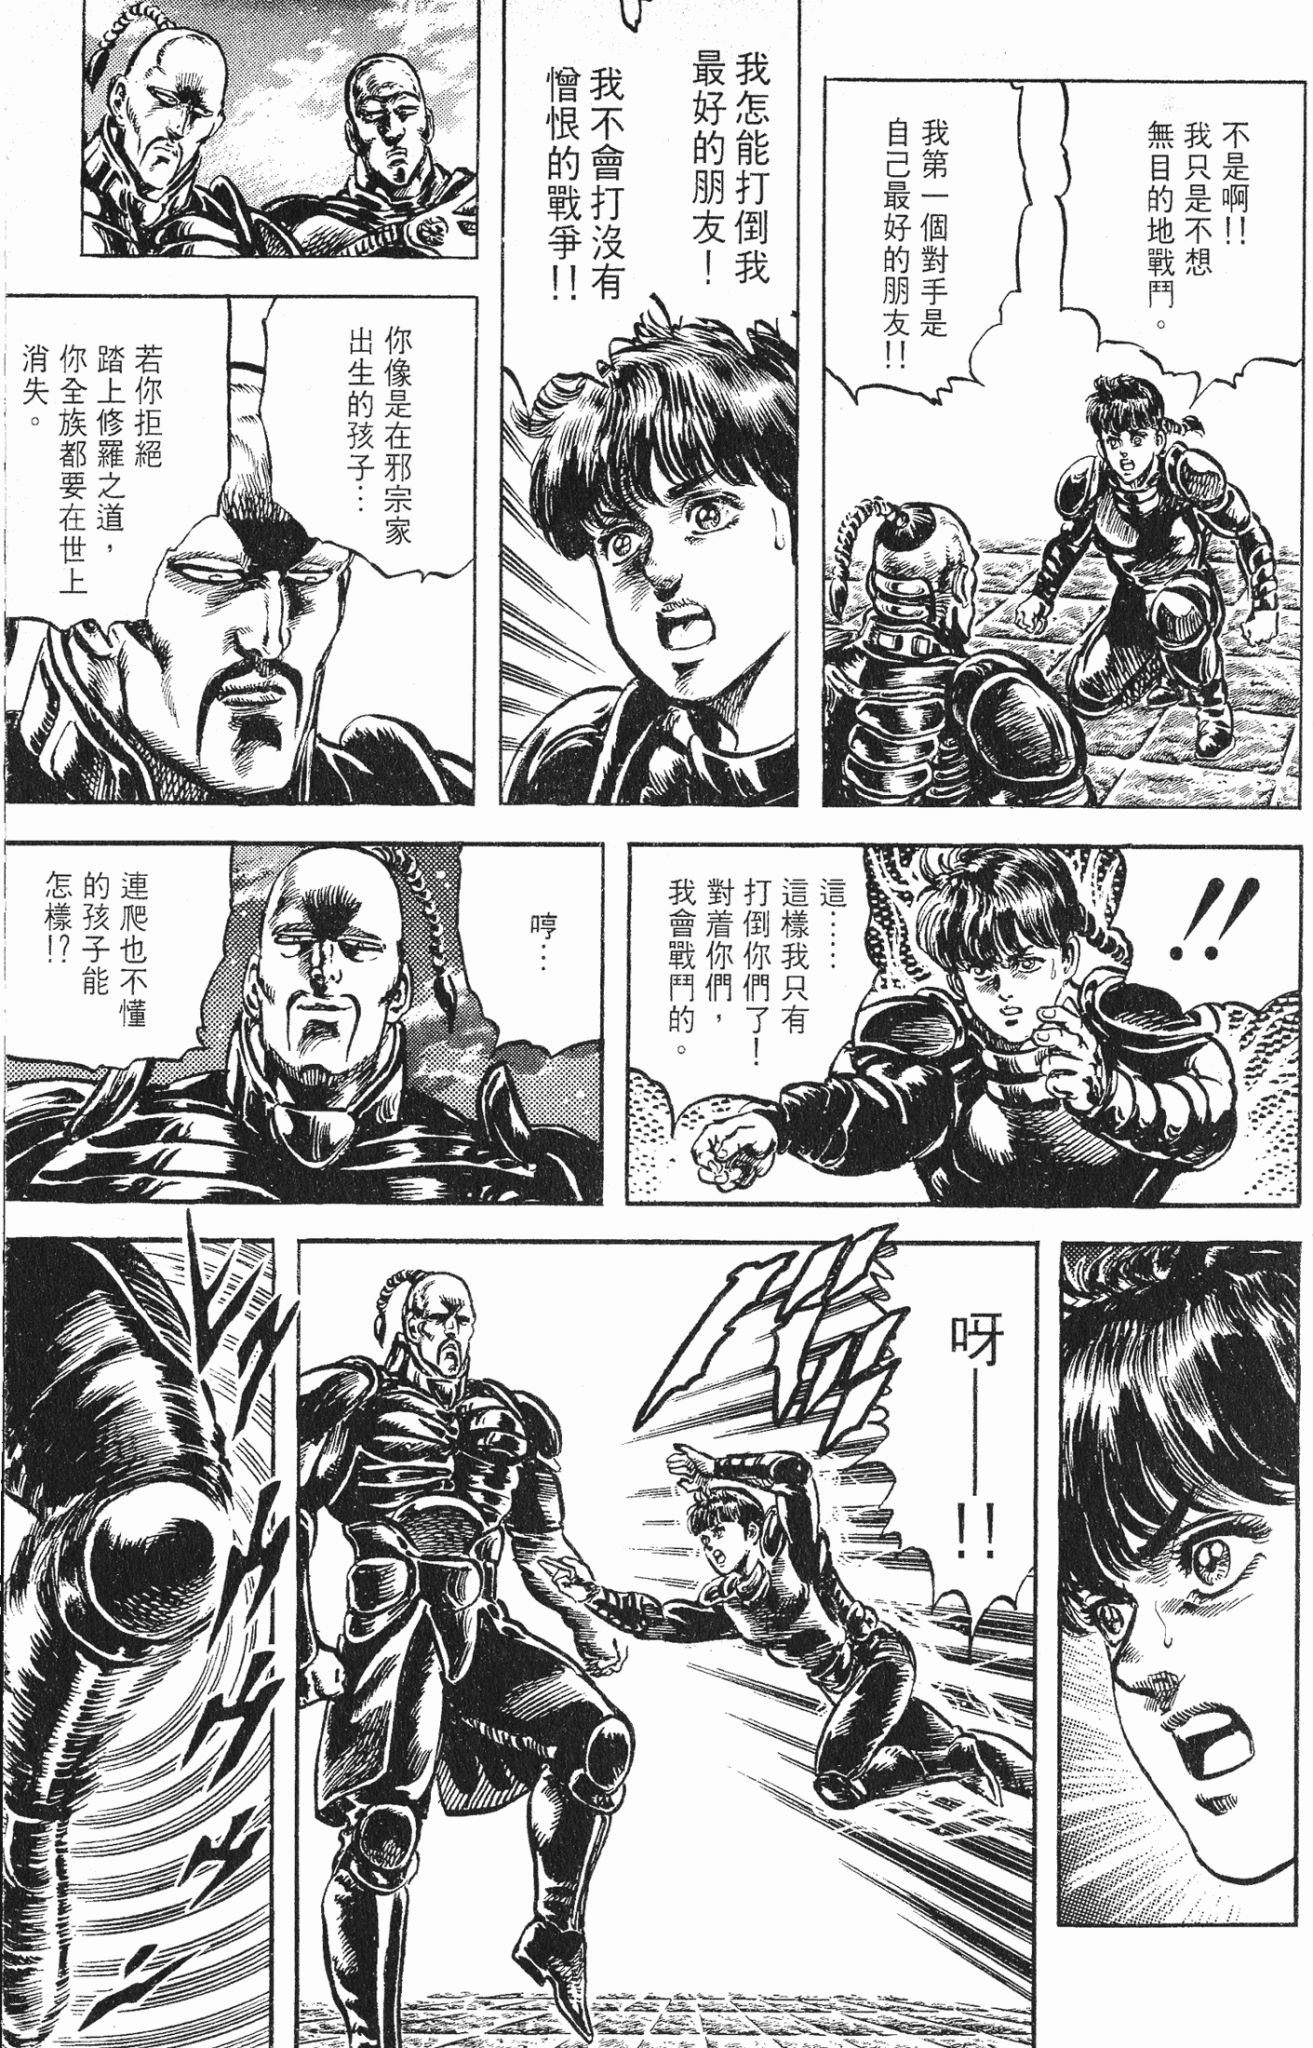 不是啊!!
我只是不想
無目的地戰鬥。
我第一個對手是
自己最好的朋友!!
我怎能打倒我
最好的朋友！
我不會打沒有
憎恨的戰爭!!
你像是在邪宗家
出生的孩子…
若你拒絕
踏上修羅之道，
你全族都要在世上
消失。
!!
這……
這樣我只有
打倒你們了！
對着你們，
我會戰鬥的。
哼…
連爬也不懂
的孩子能
怎樣!?
呀——!!